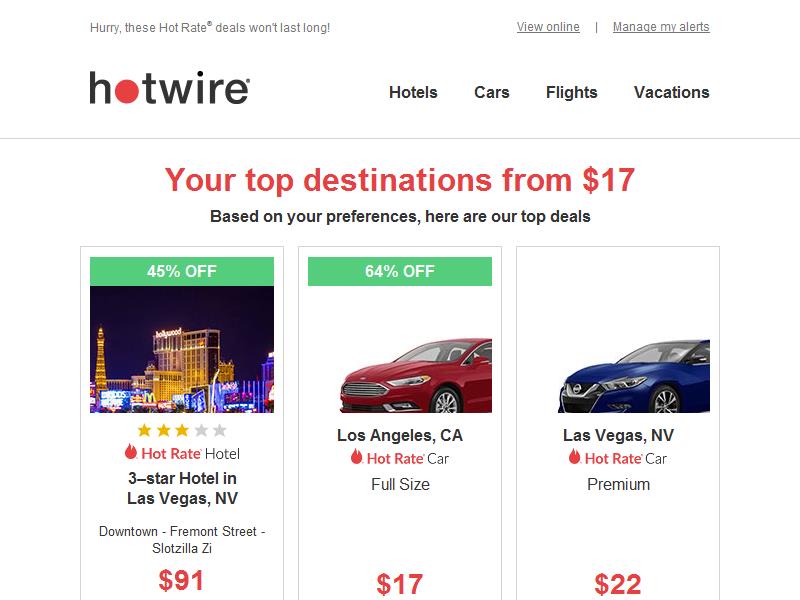 Hurry, these Hot Rate® deals won't last long!
View online | Manage my alerts
hotwire
Hotels Cars Flights Vacations
Your top destinations from $17
Based on your preferences, here are our top deals
45% OFF
hollywood
3–star Hotel in
Las Vegas, NV
Hot Rate® Hotel
Downtown - Fremont Street -
Slotzilla Zi
$91
64% OFF
Los Angeles, CA
Hot Rate® Car
Full Size
$17
Las Vegas, NV
Hot Rate® Car
Premium
$22